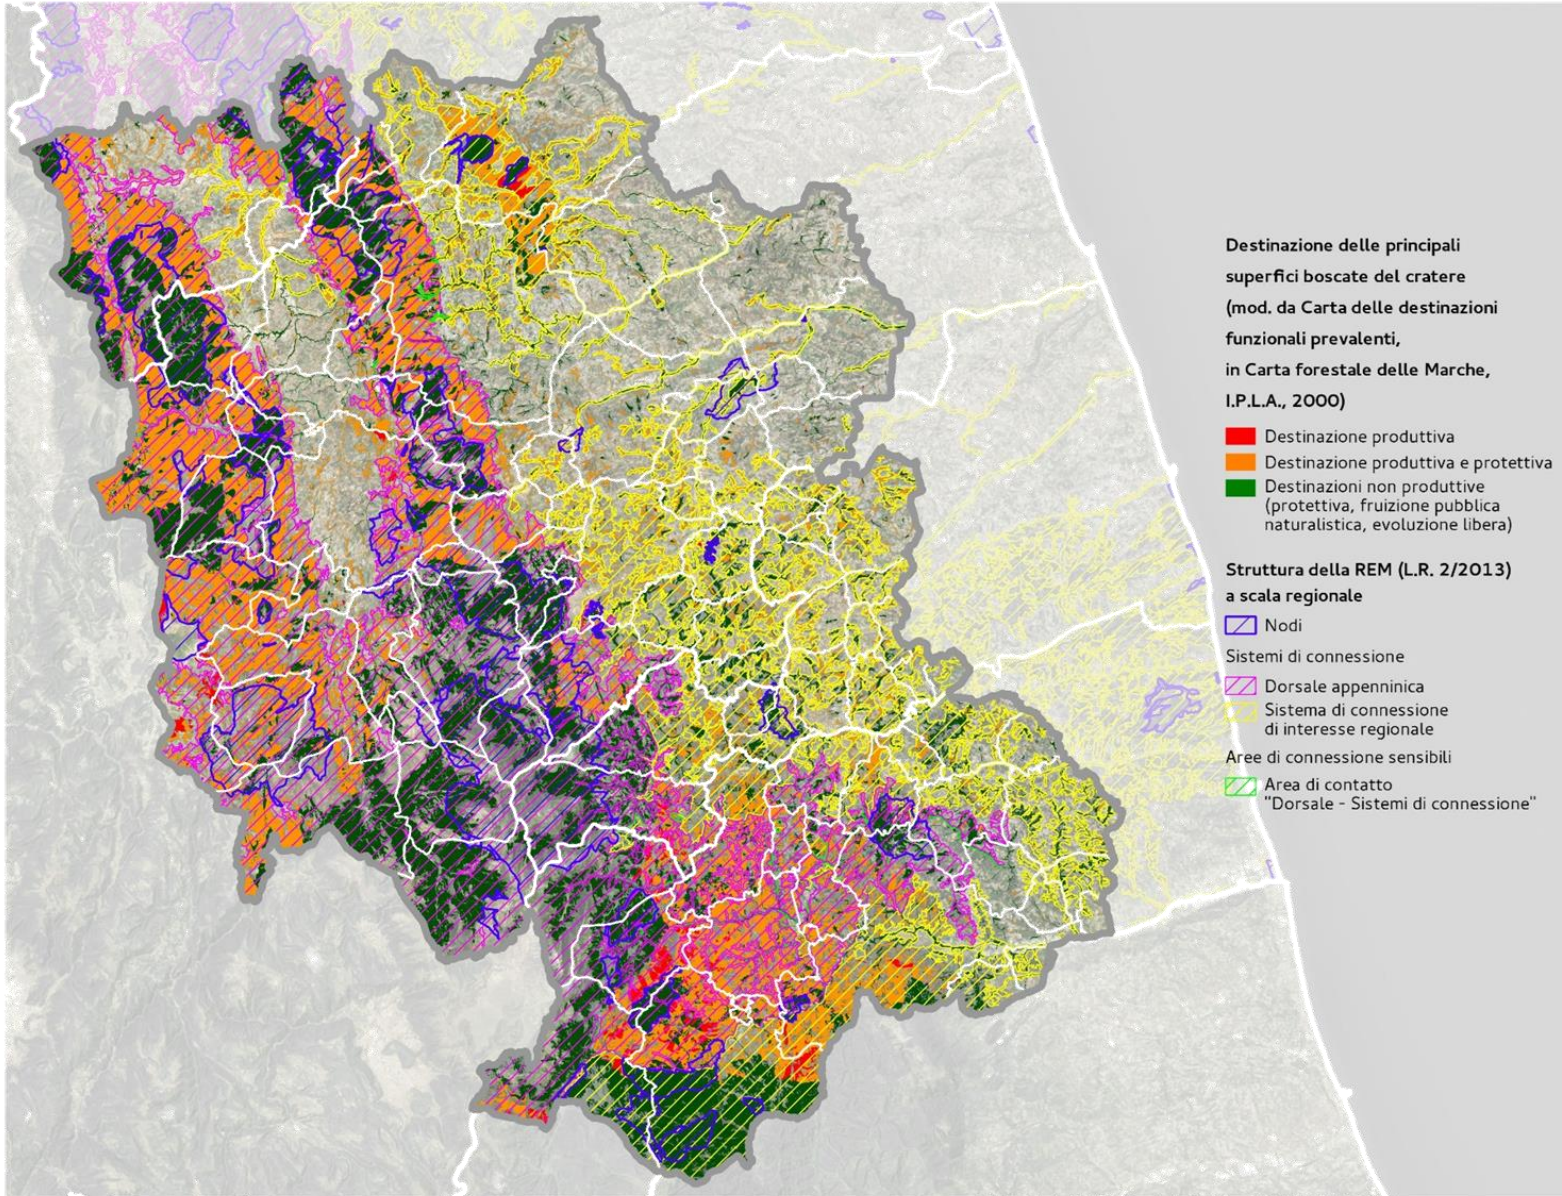 Destinazione delle principali
superfici boscate del cratere
(mod. da Carta delle destinazioni
funzionali prevalenti,
in Carta forestale delle Marche,
I.P.L.A., 2000)
Destinazione produttiva
Destinazione produttiva e protettiva
Destinazioni non produttive
(protettiva, fruizione pubblica
naturalistica, evoluzione libera)
Struttura della REM (L.R. 2/2013)
a scala regionale
Nodi
Sistemi di connessione
Dorsale appenninica
Sistema di connessione
di interesse regionale
Aree di connessione sensibili
Area di contatto
"Dorsale - Sistemi di connessione"